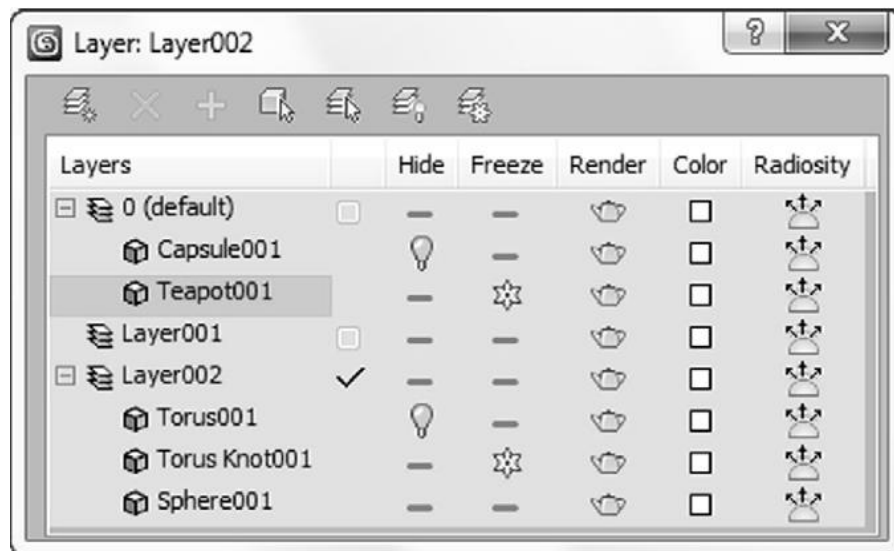 Layer: Layer002
?
Layers Hide Freeze Render Color Radiosity
0 (default)
Capsule001
Teapot001
Layer001
Layer002
Torus001
Torus Knot001
Sphere001